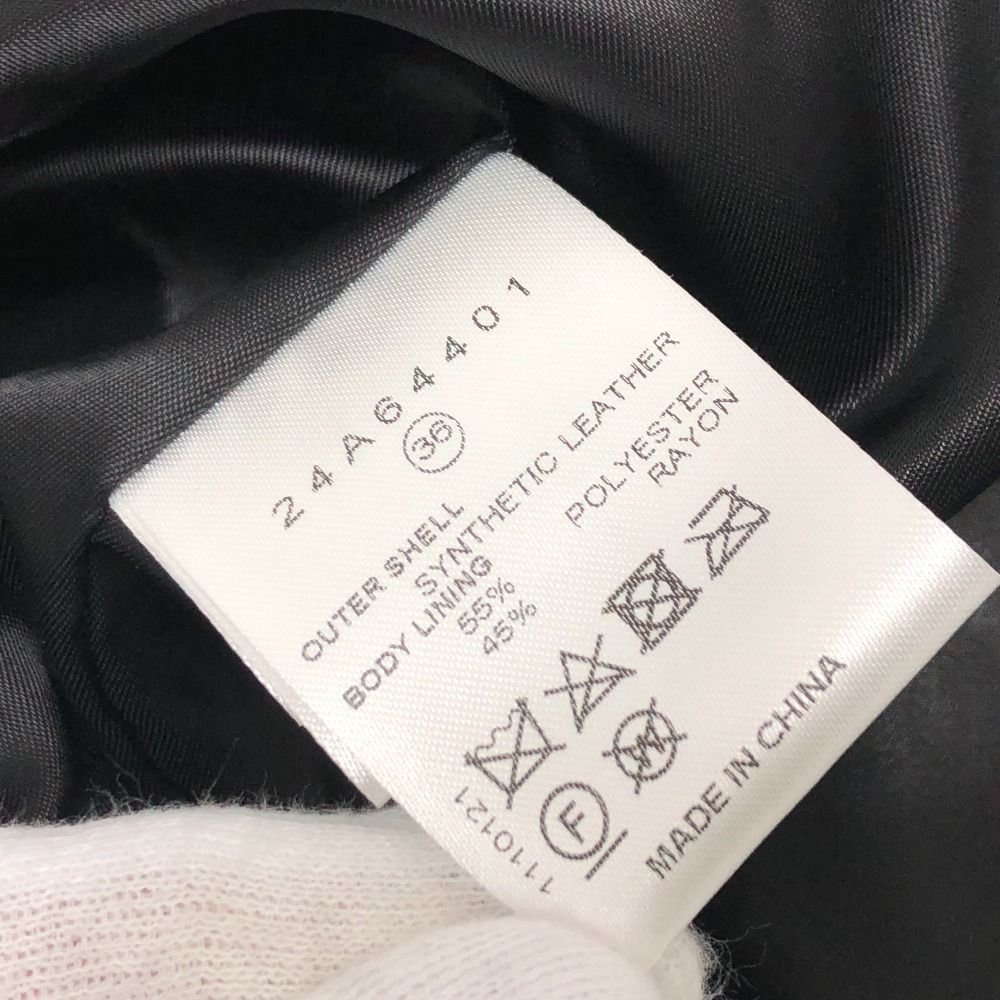 24A64401
36
OUTER SHELL
SYNTHETIC LEATHER
BODY LINING
55% POLYESTER
45% RAYON
W
F
1110121
MADE IN CHINA